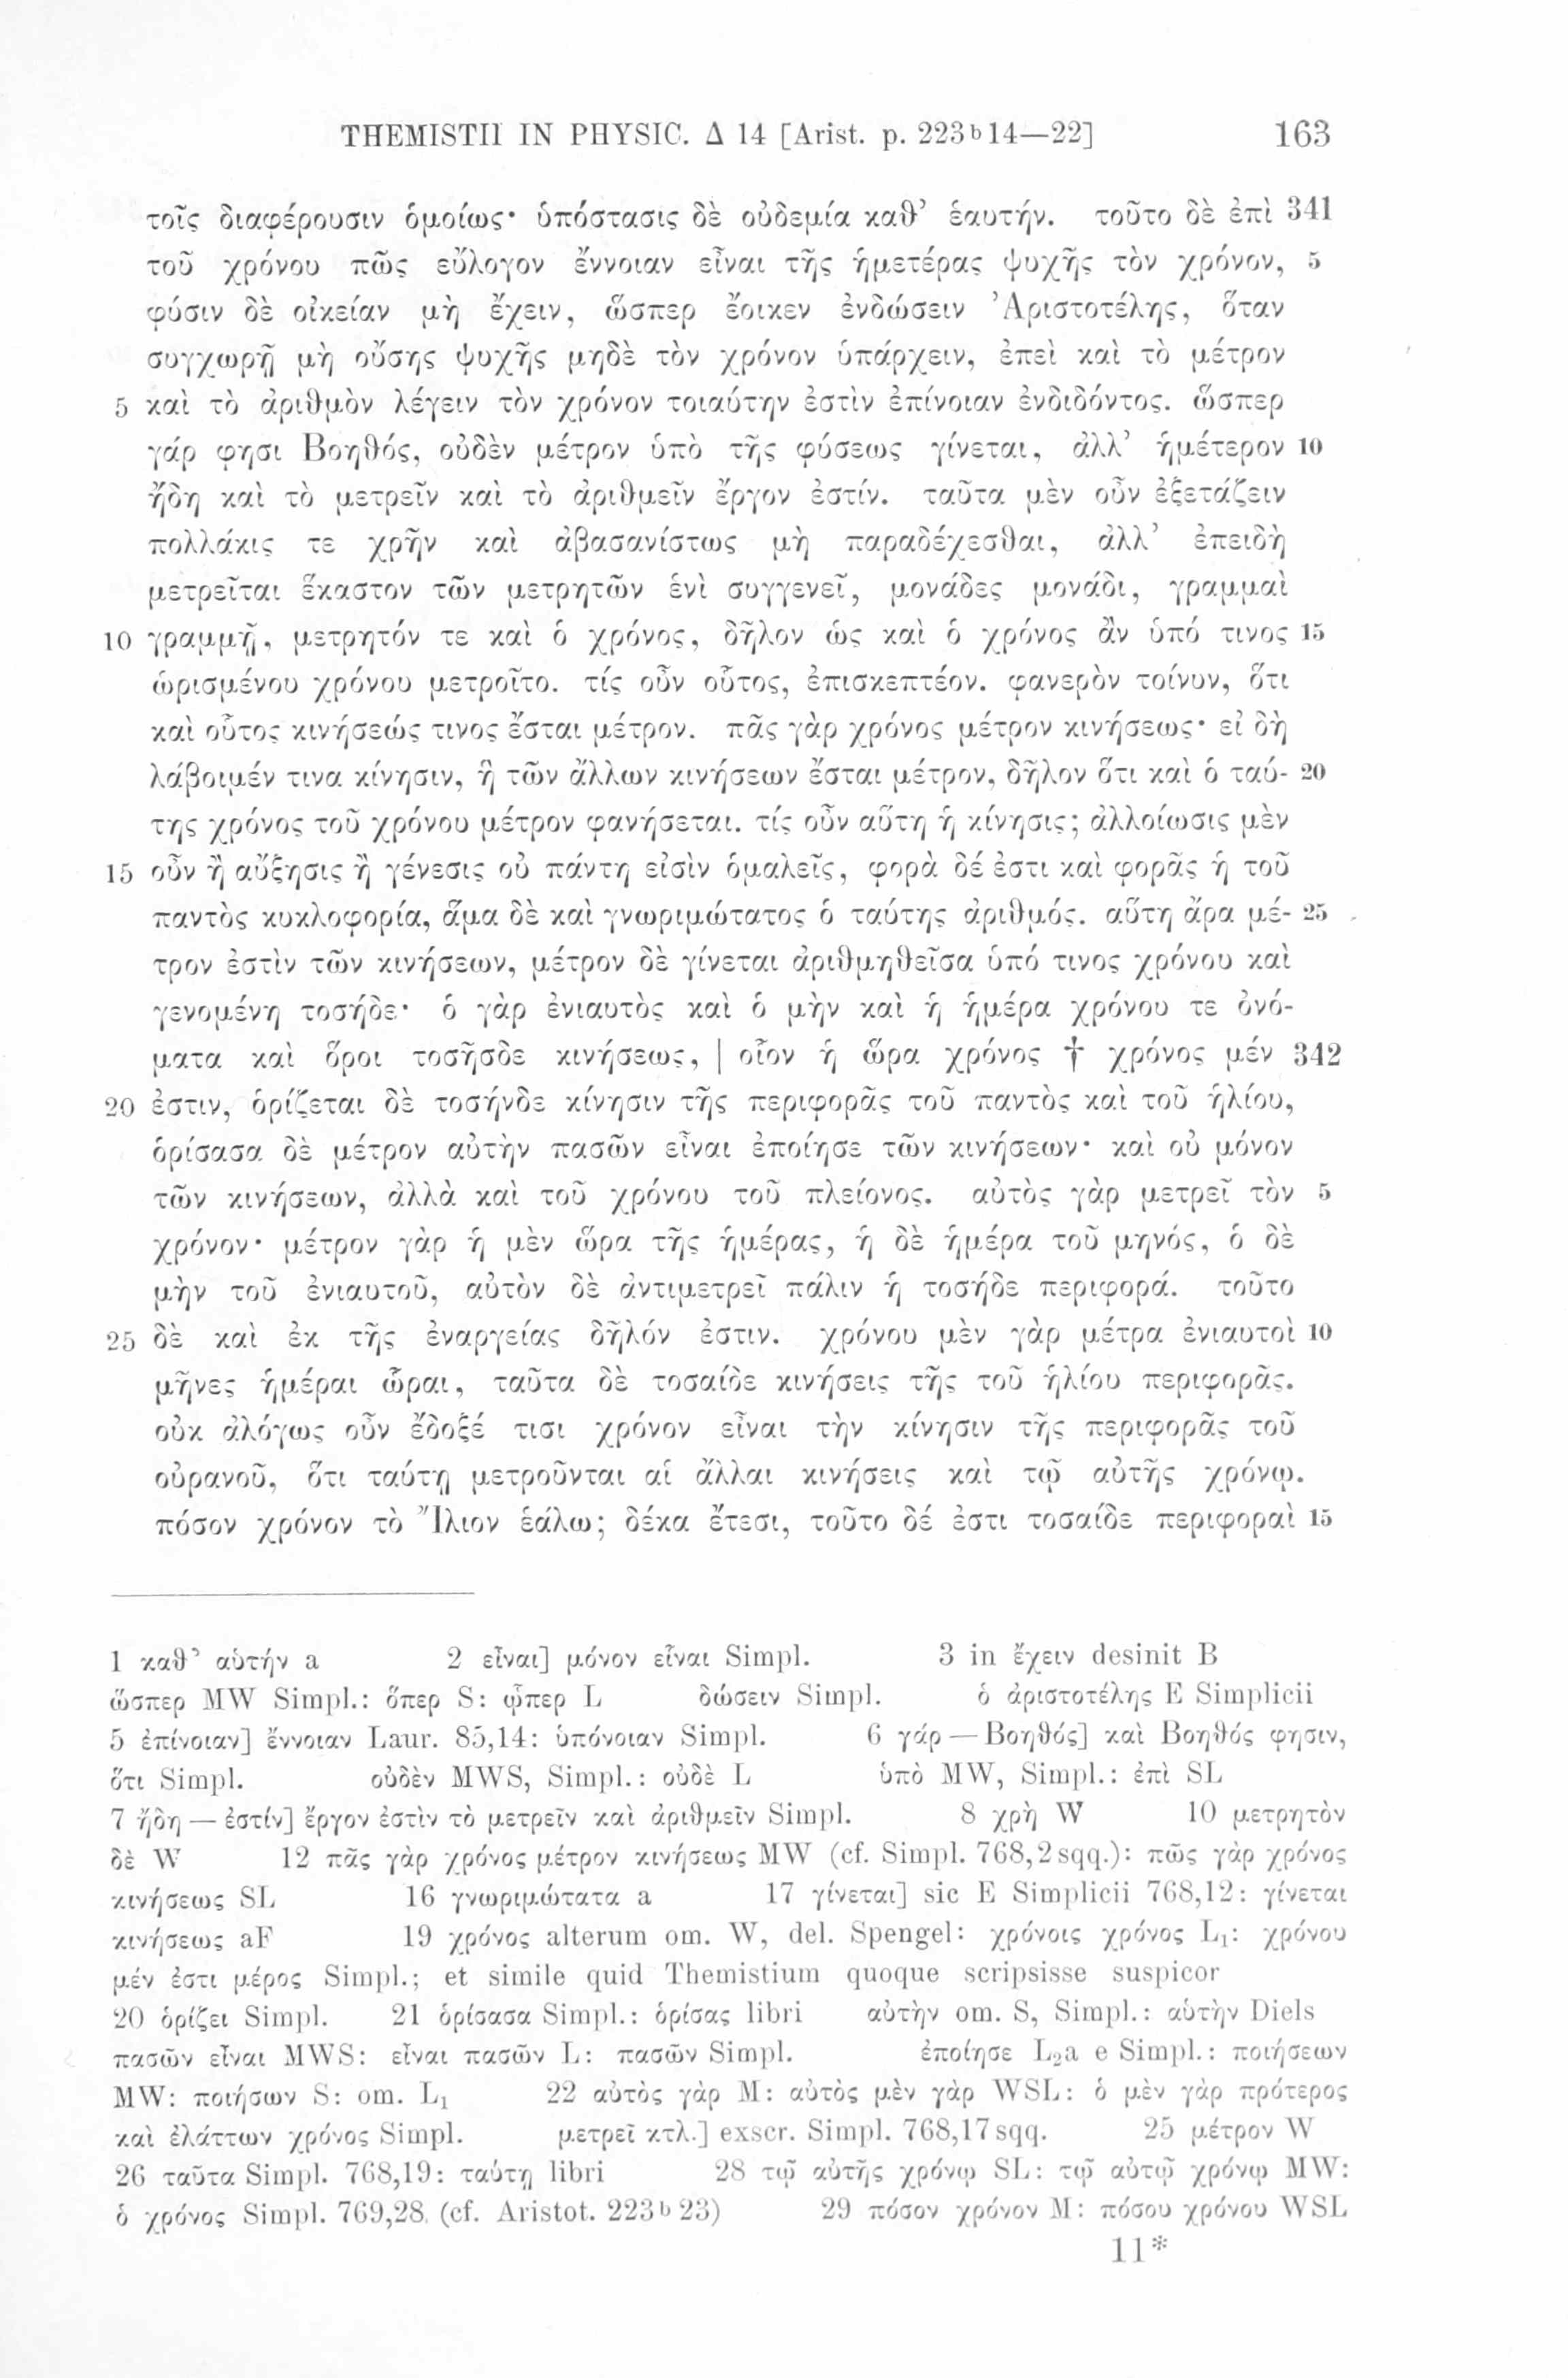 THEMISTII IN PHYSIC. Δ 14 [Arist. p. 223b14—22] 163
τοῖς διαφέρουσιν ὁμοίως· ὑπόστασις δὲ οὐδεμία καθ’ ἑαυτήν. τοῦτο δὲ ἐπὶ 341
τοῦ χρόνου πῶς εὔλογον ἔννοιαν εἶναι τῆς ἡμετέρας ψυχῆς τὸν χρόνον, 5
φύσιν δὲ οἰκείαν μὴ ἔχειν, ὥσπερ ἔοικεν ἐνδώσειν Ἀριστοτέλης, ὅταν
συγχωρῇ μὴ οὔσης ψυχῆς μηδὲ τὸν χρόνον ὑπάρχειν, ἐπεὶ καὶ τὸ μέτρον
5 καὶ τὸ ἀριθμὸν λέγειν τὸν χρόνον τοιαύτην ἐστὶν ἐπίνοιαν ἐνδιδόντος. ὥσπερ
γάρ φησι Βοηθός, οὐδὲν μέτρον ὑπὸ τῆς φύσεως γίνεται, ἀλλ’ ἡμέτερον 10
ἤδη καὶ τὸ μετρεῖν καὶ τὸ ἀριθμεῖν ἔργον ἐστίν. ταῦτα μὲν οὖν ἐξετάζειν
πολλάκις τε χρῆν καὶ ἀβασανίστως μὴ παραδέχεσθαι, ἀλλ’ ἐπειδὴ
μετρεῖται ἕκαστον τῶν μετρητῶν ἑνὶ συγγενεῖ, μονάδες μονάδι, γραμμαὶ
10 γραμμῇ, μετρητόν τε καὶ ὁ χρόνος, δῆλον ὡς καὶ ὁ χρόνος ἂν ὑπό τινος 15
ὡρισμένου χρόνου μετροῖτο. τίς οὖν οὗτος, ἐπισκεπτέον. φανερὸν τοίνυν, ὅτι
καὶ οὗτος κινήσεώς τινος ἔσται μέτρον. πᾶς γὰρ χρόνος μέτρον κινήσεως· εἰ δὴ
λάβοιμέν τινα κίνησιν, ἣ τῶν ἄλλων κινήσεων ἔσται μέτρον, δῆλον ὅτι καὶ ὁ ταύ- 20
της χρόνος τοῦ χρόνου μέτρον φανήσεται. τίς οὖν αὕτη ἡ κίνησις; ἀλλοίωσις μὲν
15 οὖν ἢ αὔξησις ἢ γένεσις οὐ πάντῃ εἰσὶν ὁμαλεῖς, φορὰ δέ ἐστι καὶ φορᾶς ἡ τοῦ
παντὸς κυκλοφορία, ἅμα δὲ καὶ γνωριμώτατος ὁ ταύτης ἀριθμός. αὕτη ἄρα μέ- 25
τρον ἐστὶν τῶν κινήσεων, μέτρον δὲ γίνεται ἀριθμηθεῖσα ὑπό τινος χρόνου καὶ
γενομένη τοσήδε· ὁ γὰρ ἐνιαυτὸς καὶ ὁ μὴν καὶ ἡ ἡμέρα χρόνου τε ὀνό-
ματα καὶ ὅροι τοσῆσδε κινήσεως, | οἷον ἡ ὥρα χρόνος † χρόνος μέν 342
20 ἐστιν, ὁρίζεται δὲ τοσήνδε κίνησιν τῆς περιφορᾶς τοῦ παντὸς καὶ τοῦ ἡλίου,
ὁρίσασα δὲ μέτρον αὐτὴν πασῶν εἶναι ἐποίησε τῶν κινήσεων· καὶ οὐ μόνον
τῶν κινήσεων, ἀλλὰ καὶ τοῦ χρόνου τοῦ πλείονος. αὐτὸς γὰρ μετρεῖ τὸν 5
χρόνον· μέτρον γὰρ ἡ μὲν ὥρα τῆς ἡμέρας, ἡ δὲ ἡμέρα τοῦ μηνός, ὁ δὲ
μὴν τοῦ ἐνιαυτοῦ, αὐτὸν δὲ ἀντιμετρεῖ πάλιν ἡ τοσήδε περιφορά. τοῦτο
25 δὲ καὶ ἐκ τῆς ἐναργείας δῆλόν ἐστιν. χρόνου μὲν γὰρ μέτρα ἐνιαυτοὶ 10
μῆνες ἡμέραι ὧραι, ταῦτα δὲ τοσαίδε κινήσεις τῆς τοῦ ἡλίου περιφορᾶς.
οὐκ ἀλόγως οὖν ἔδοξέ τισι χρόνον εἶναι τὴν κίνησιν τῆς περιφορᾶς τοῦ
οὐρανοῦ, ὅτι ταύτῃ μετροῦνται αἱ ἄλλαι κινήσεις καὶ τῷ αὐτῆς χρόνῳ.
πόσον χρόνον τὸ Ἴλιον ἑάλω; δέκα ἔτεσι, τοῦτο δέ ἐστι τοσαίδε περιφοραὶ 15
1 καθ’ αὑτήν a 2 εἶναι] μόνον εἶναι Simpl. 3 in ἔχειν desinit B
ὥσπερ MW Simpl.: ὅπερ S: ᾧπερ L δώσειν Simpl. ὁ ἀριστοτέλης E Simplicii
5 ἐπίνοιαν] ἔννοιαν Laur. 85,14: ὑπόνοιαν Simpl. 6 γάρ — Βοηθός] καὶ Βοηθός φησιν,
ὅτι Simpl. οὐδὲν MWS, Simpl.: οὐδὲ L ὑπὸ MW, Simpl.: ἐπὶ SL
7 ἤδη — ἐστίν] ἔργον ἐστὶν τὸ μετρεῖν καὶ ἀριθμεῖν Simpl. 8 χρὴ W 10 μετρητὸν
δὲ W 12 πᾶς γὰρ χρόνος μέτρον κινήσεως MW (cf. Simpl. 768,2 sqq.): πῶς γὰρ χρόνος
κινήσεως SL 16 γνωριμώτατα a 17 γίνεται] sic E Simplicii 768,12: γίνεται
κινήσεως aF 19 χρόνος alterum om. W, del. Spengel: χρόνοις χρόνος L1: χρόνου
μέν ἐστι μέρος Simpl.; et simile quid Themistium quoque scripsisse suspicor
20 ὁρίζει Simpl. 21 ὁρίσασα Simpl.: ὁρίσας libri αὐτὴν om. S, Simpl.: αὑτὴν Diels
πασῶν εἶναι MWS: εἶναι πασῶν L: πασῶν Simpl. ἐποίησε L2a e Simpl.: ποιήσεων
MW: ποιήσων S: om. L1 22 αὐτὸς γὰρ M: αὐτὸς μὲν γὰρ WSL: ὁ μὲν γὰρ πρότερος
καὶ ἐλάττων χρόνος Simpl. μετρεῖ κτλ.] exscr. Simpl. 768,17 sqq. 25 μέτρον W
26 ταῦτα Simpl. 768,19: ταύτῃ libri 28 τῷ αὐτῆς χρόνῳ SL: τῷ αὐτῷ χρόνῳ MW:
ὁ χρόνος Simpl. 769,28. (cf. Aristot. 223b23) 29 πόσον χρόνον M: πόσου χρόνου WSL
11*